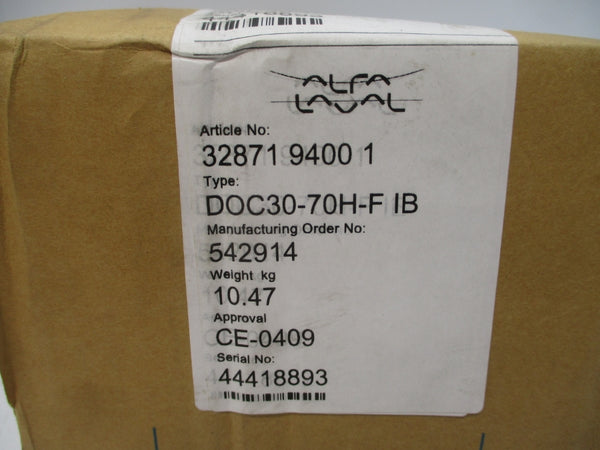 ALFA
LAVAL
Article No:
32871 9400 1
Type:
DOC30-70H-F IB
Manufacturing Order No:
542914
Weight kg
10.47
Approval
CE-0409
Serial No:
44418893